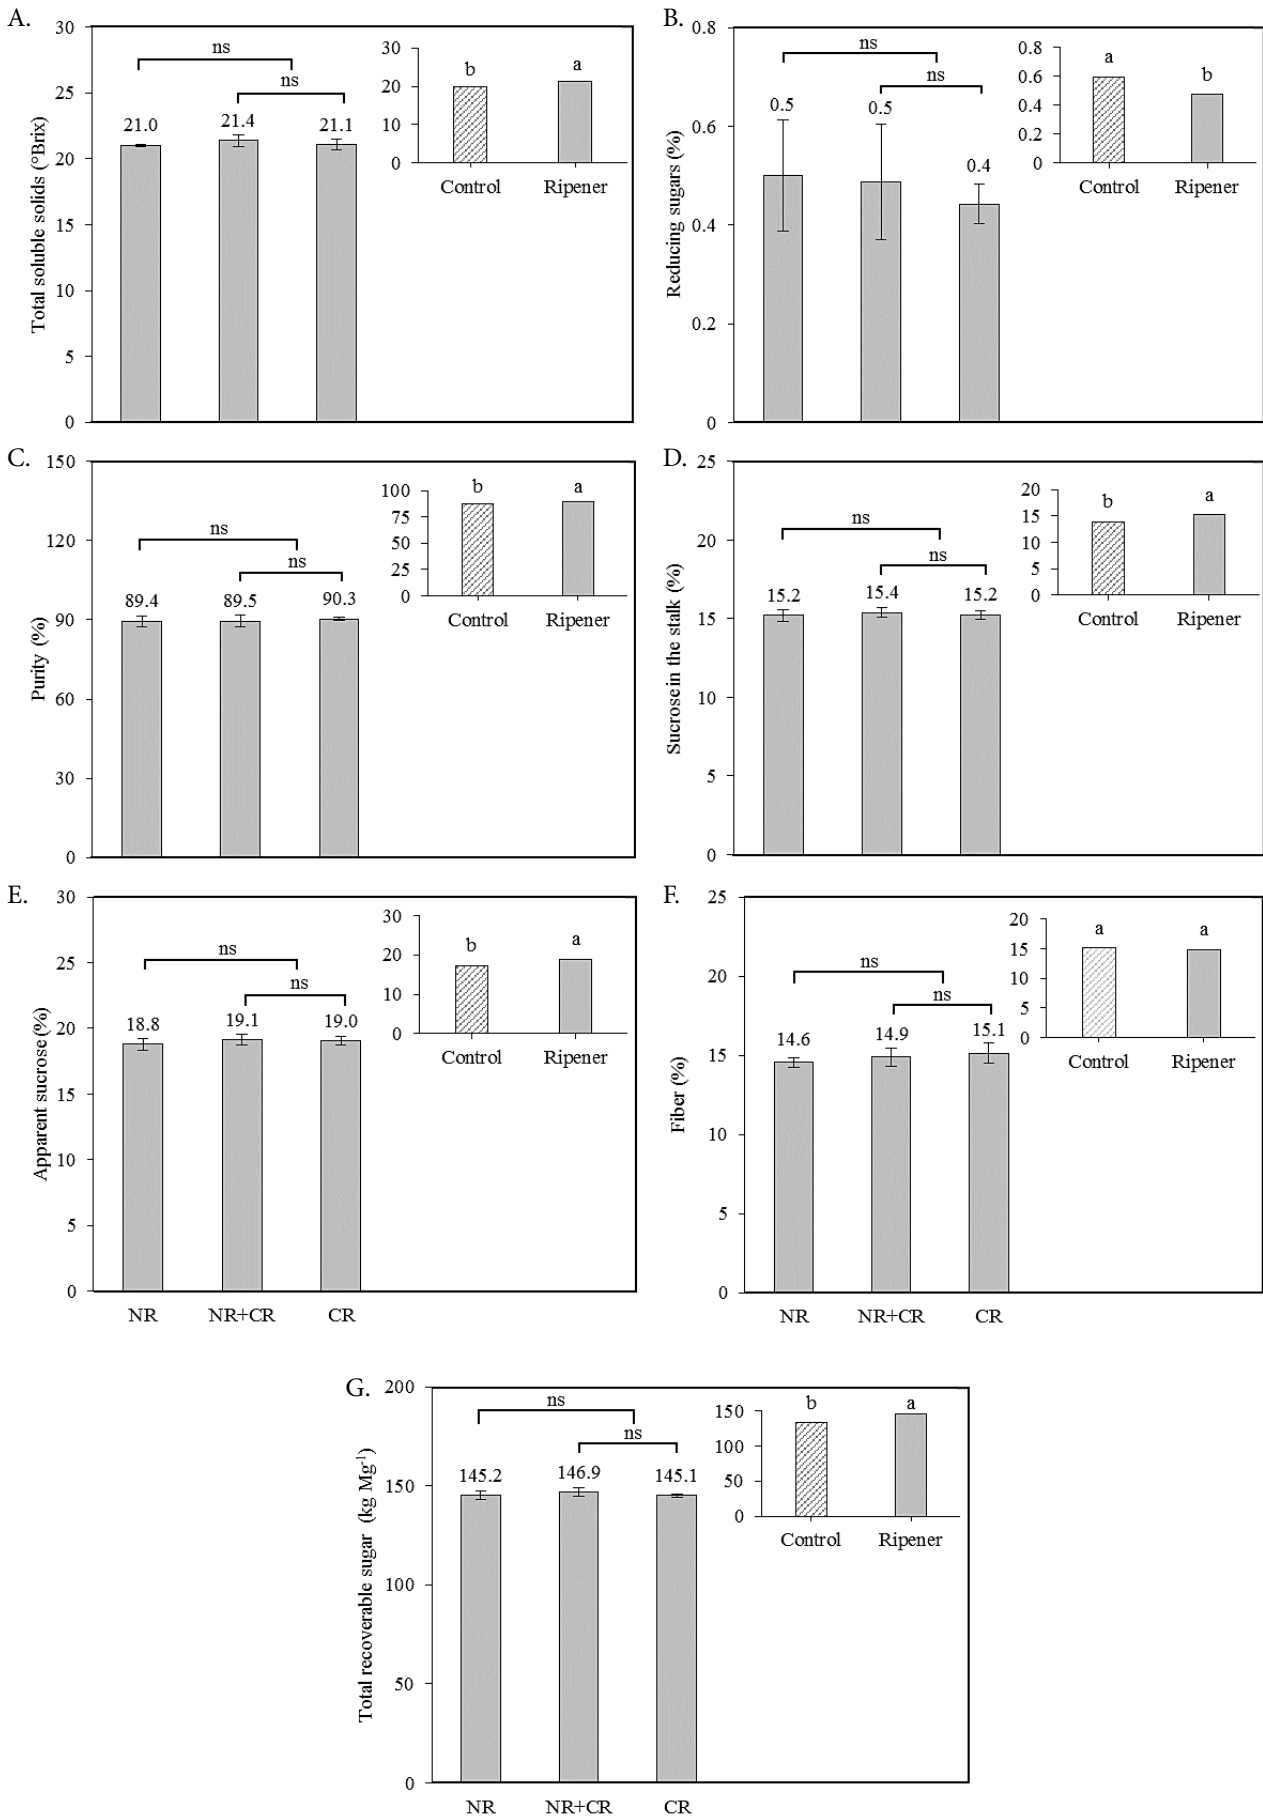 A.
Total soluble solids (°Brix)
30
25
20
15
10
5
0
ns
ns
21.0
21.4
21.1
30
20
10
0
b
a
Control
Ripener
B.
Reducing sugars (%)
0.8
0.6
0.4
0.2
0
ns
ns
0.5
0.5
0.4
0.8
0.6
0.4
0.2
0
a
b
Control
Ripener
C.
Purity (%)
150
120
90
60
30
0
ns
ns
89.4
89.5
90.3
100
75
50
25
0
b
a
Control
Ripener
D.
Sucrose in the stalk (%)
25
20
15
10
5
0
ns
ns
15.2
15.4
15.2
20
15
10
5
0
b
a
Control
Ripener
E.
Apparent sucrose (%)
30
25
20
15
10
5
0
ns
ns
18.8
19.1
19.0
30
20
10
0
b
a
Control
Ripener
NR
NR+CR
CR
F.
Fiber (%)
25
20
15
10
5
0
ns
ns
14.6
14.9
15.1
20
15
10
5
0
a
a
Control
Ripener
NR
NR+CR
CR
G.
Total recoverable sugar (kg Mg⁻¹)
200
150
100
50
0
ns
ns
145.2
146.9
145.1
150
100
50
0
b
a
Control
Ripener
NR
NR+CR
CR